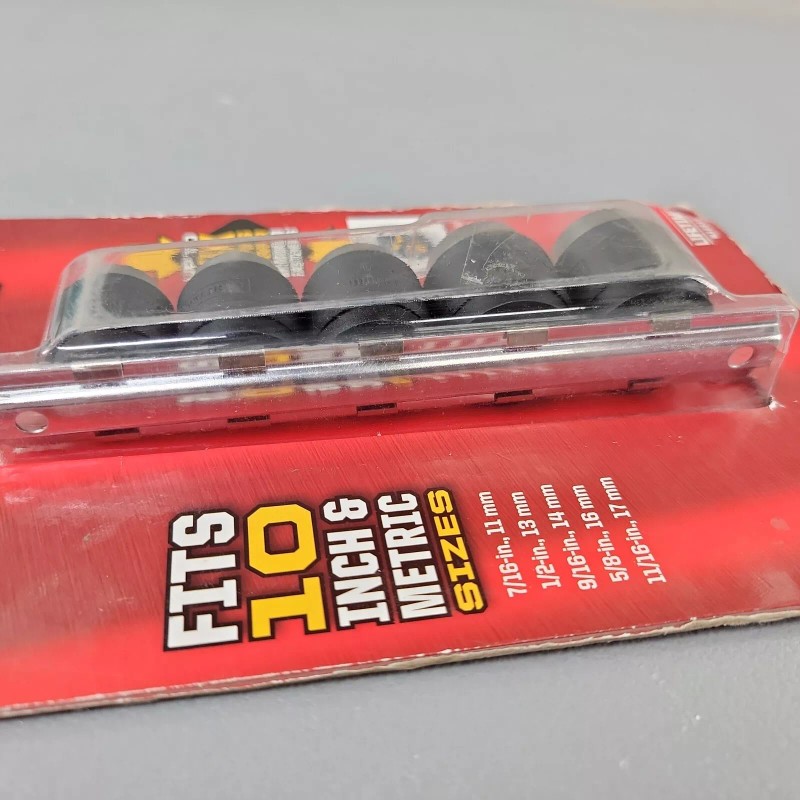 FITS
10
INCH &
METRIC
SIZES
7/16-in., 11 mm
1/2-in., 13 mm
9/16-in., 14 mm
5/8-in., 16 mm
11/16-in., 17 mm
LIFETIME